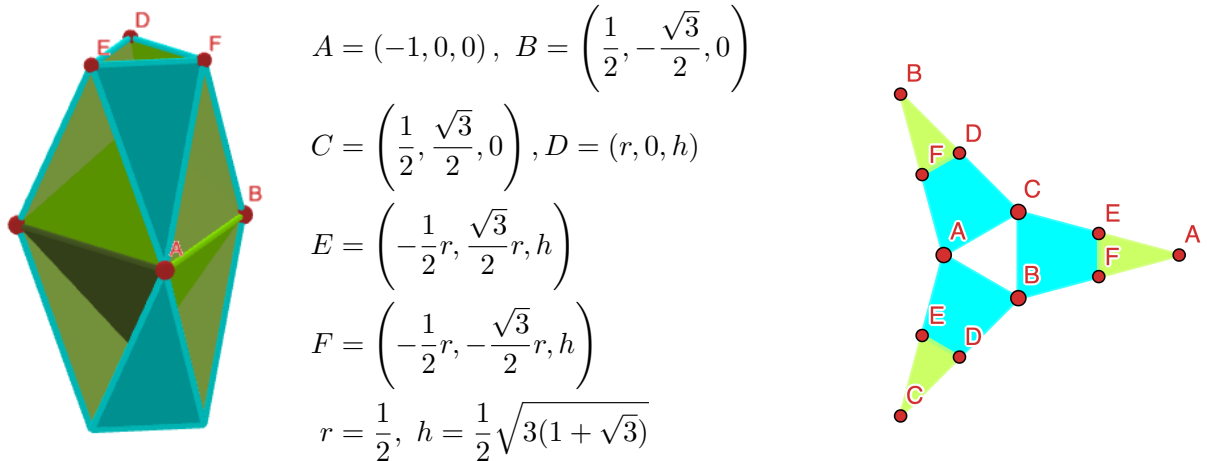 D
E
F
B
A
A = (−1, 0, 0) , B = (1/2, −√3/2, 0)
C = (1/2, √3/2, 0) , D = (r, 0, h)
E = (−1/2 r, √3/2 r, h)
F = (−1/2 r, −√3/2 r, h)
r = 1/2, h = 1/2 √3(1 + √3)
B
D
F
C
E
A
A
F
B
E
D
C